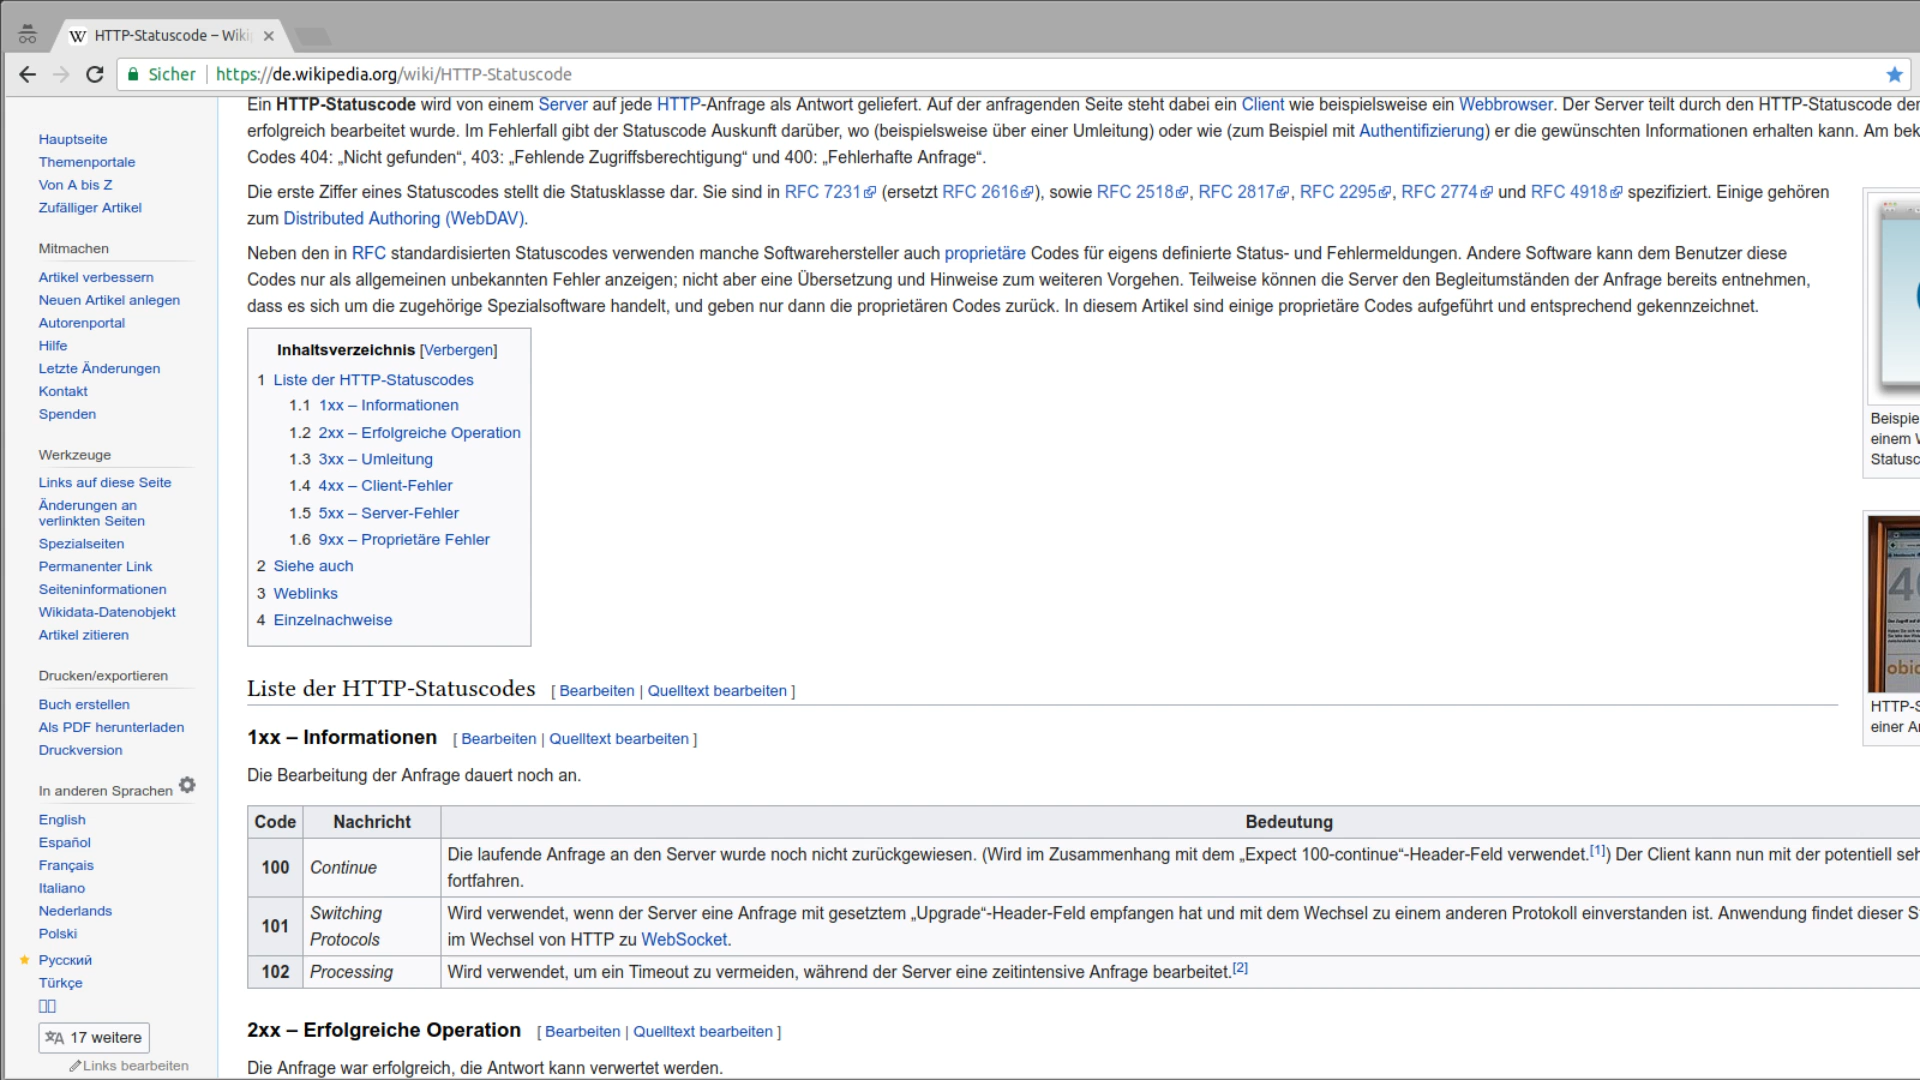 HTTP-Statuscode – Wiki
Sicher
https://de.wikipedia.org/wiki/HTTP-Statuscode
Hauptseite
Themenportale
Von A bis Z
Zufälliger Artikel
Mitmachen
Artikel verbessern
Neuen Artikel anlegen
Autorenportal
Hilfe
Letzte Änderungen
Kontakt
Spenden
Werkzeuge
Links auf diese Seite
Änderungen an
verlinkten Seiten
Spezialseiten
Permanenter Link
Seiteninformationen
Wikidata-Datenobjekt
Artikel zitieren
Drucken/exportieren
Buch erstellen
Als PDF herunterladen
Druckversion
In anderen Sprachen
English
Español
Français
Italiano
Nederlands
Polski
Русский
Türkçe
17 weitere
Links bearbeiten
Ein HTTP-Statuscode wird von einem Server auf jede HTTP-Anfrage als Antwort geliefert. Auf der anfragenden Seite steht dabei ein Client wie beispielsweise ein Webbrowser. Der Server teilt durch den HTTP-Statuscode
erfolgreich bearbeitet wurde. Im Fehlerfall gibt der Statuscode Auskunft darüber, wo (beispielsweise über einer Umleitung) oder wie (zum Beispiel mit Authentifizierung) er die gewünschten Informationen erhalten kann. Am
Codes 404: „Nicht gefunden“, 403: „Fehlende Zugriffsberechtigung“ und 400: „Fehlerhafte Anfrage“.
Die erste Ziffer eines Statuscodes stellt die Statusklasse dar. Sie sind in RFC 7231 (ersetzt RFC 2616), sowie RFC 2518, RFC 2817, RFC 2295, RFC 2774 und RFC 4918 spezifiziert. Einige gehören
zum Distributed Authoring (WebDAV).
Neben den in RFC standardisierten Statuscodes verwenden manche Softwarehersteller auch proprietäre Codes für eigens definierte Status- und Fehlermeldungen. Andere Software kann dem Benutzer diese
Codes nur als allgemeinen unbekannten Fehler anzeigen; nicht aber eine Übersetzung und Hinweise zum weiteren Vorgehen. Teilweise können die Server den Begleitumständen der Anfrage bereits entnehmen,
dass es sich um die zugehörige Spezialsoftware handelt, und geben nur dann die proprietären Codes zurück. In diesem Artikel sind einige proprietäre Codes aufgeführt und entsprechend gekennzeichnet.
Inhaltsverzeichnis [Verbergen]
1 Liste der HTTP-Statuscodes
1.1 1xx – Informationen
1.2 2xx – Erfolgreiche Operation
1.3 3xx – Umleitung
1.4 4xx – Client-Fehler
1.5 5xx – Server-Fehler
1.6 9xx – Proprietäre Fehler
2 Siehe auch
3 Weblinks
4 Einzelnachweise
Liste der HTTP-Statuscodes [ Bearbeiten | Quelltext bearbeiten ]
1xx – Informationen [ Bearbeiten | Quelltext bearbeiten ]
Die Bearbeitung der Anfrage dauert noch an.
Code Nachricht Bedeutung
100 Continue Die laufende Anfrage an den Server wurde noch nicht zurückgewiesen. (Wird im Zusammenhang mit dem „Expect 100-continue“-Header-Feld verwendet.[1]) Der Client kann nun mit der potentiell
fortfahren.
101 Switching Protocols Wird verwendet, wenn der Server eine Anfrage mit gesetztem „Upgrade“-Header-Feld empfangen hat und mit dem Wechsel zu einem anderen Protokoll einverstanden ist. Anwendung findet dieser
im Wechsel von HTTP zu WebSocket.
102 Processing Wird verwendet, um ein Timeout zu vermeiden, während der Server eine zeitintensive Anfrage bearbeitet.[2]
2xx – Erfolgreiche Operation [ Bearbeiten | Quelltext bearbeiten ]
Die Anfrage war erfolgreich, die Antwort kann verwertet werden.
einem
einer